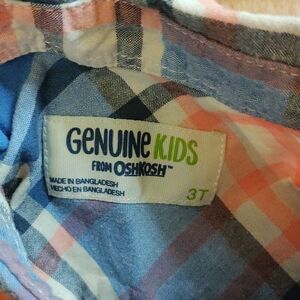 GENUINE KIDS
FROM OSHKOSH™
MADE IN BANGLADESH
HECHO EN BANGLADESH
3T